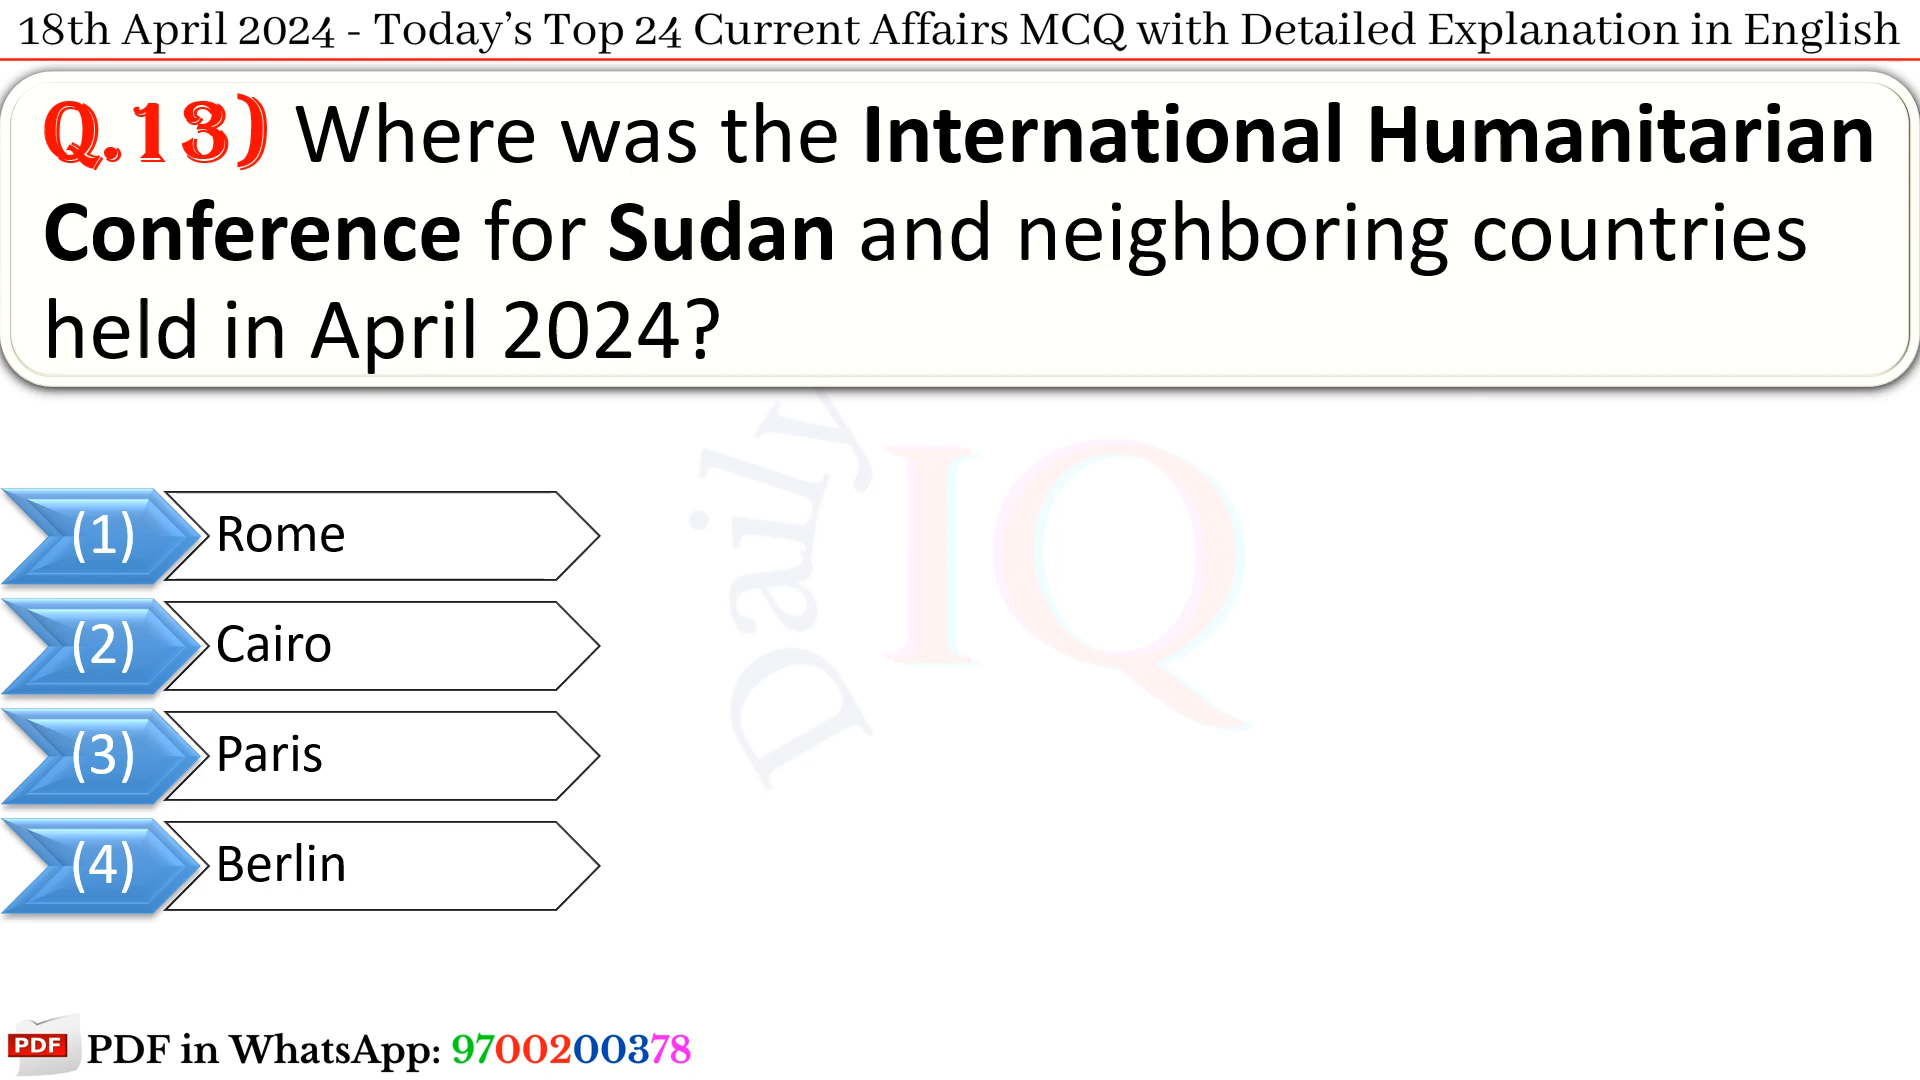 18th April 2024 - Today’s Top 24 Current Affairs MCQ with Detailed Explanation in English
Q.13) Where was the International Humanitarian
Conference for Sudan and neighboring countries
held in April 2024?
Daily
IQ
(1) Rome
(2) Cairo
(3) Paris
(4) Berlin
PDF PDF in WhatsApp: 9700200378